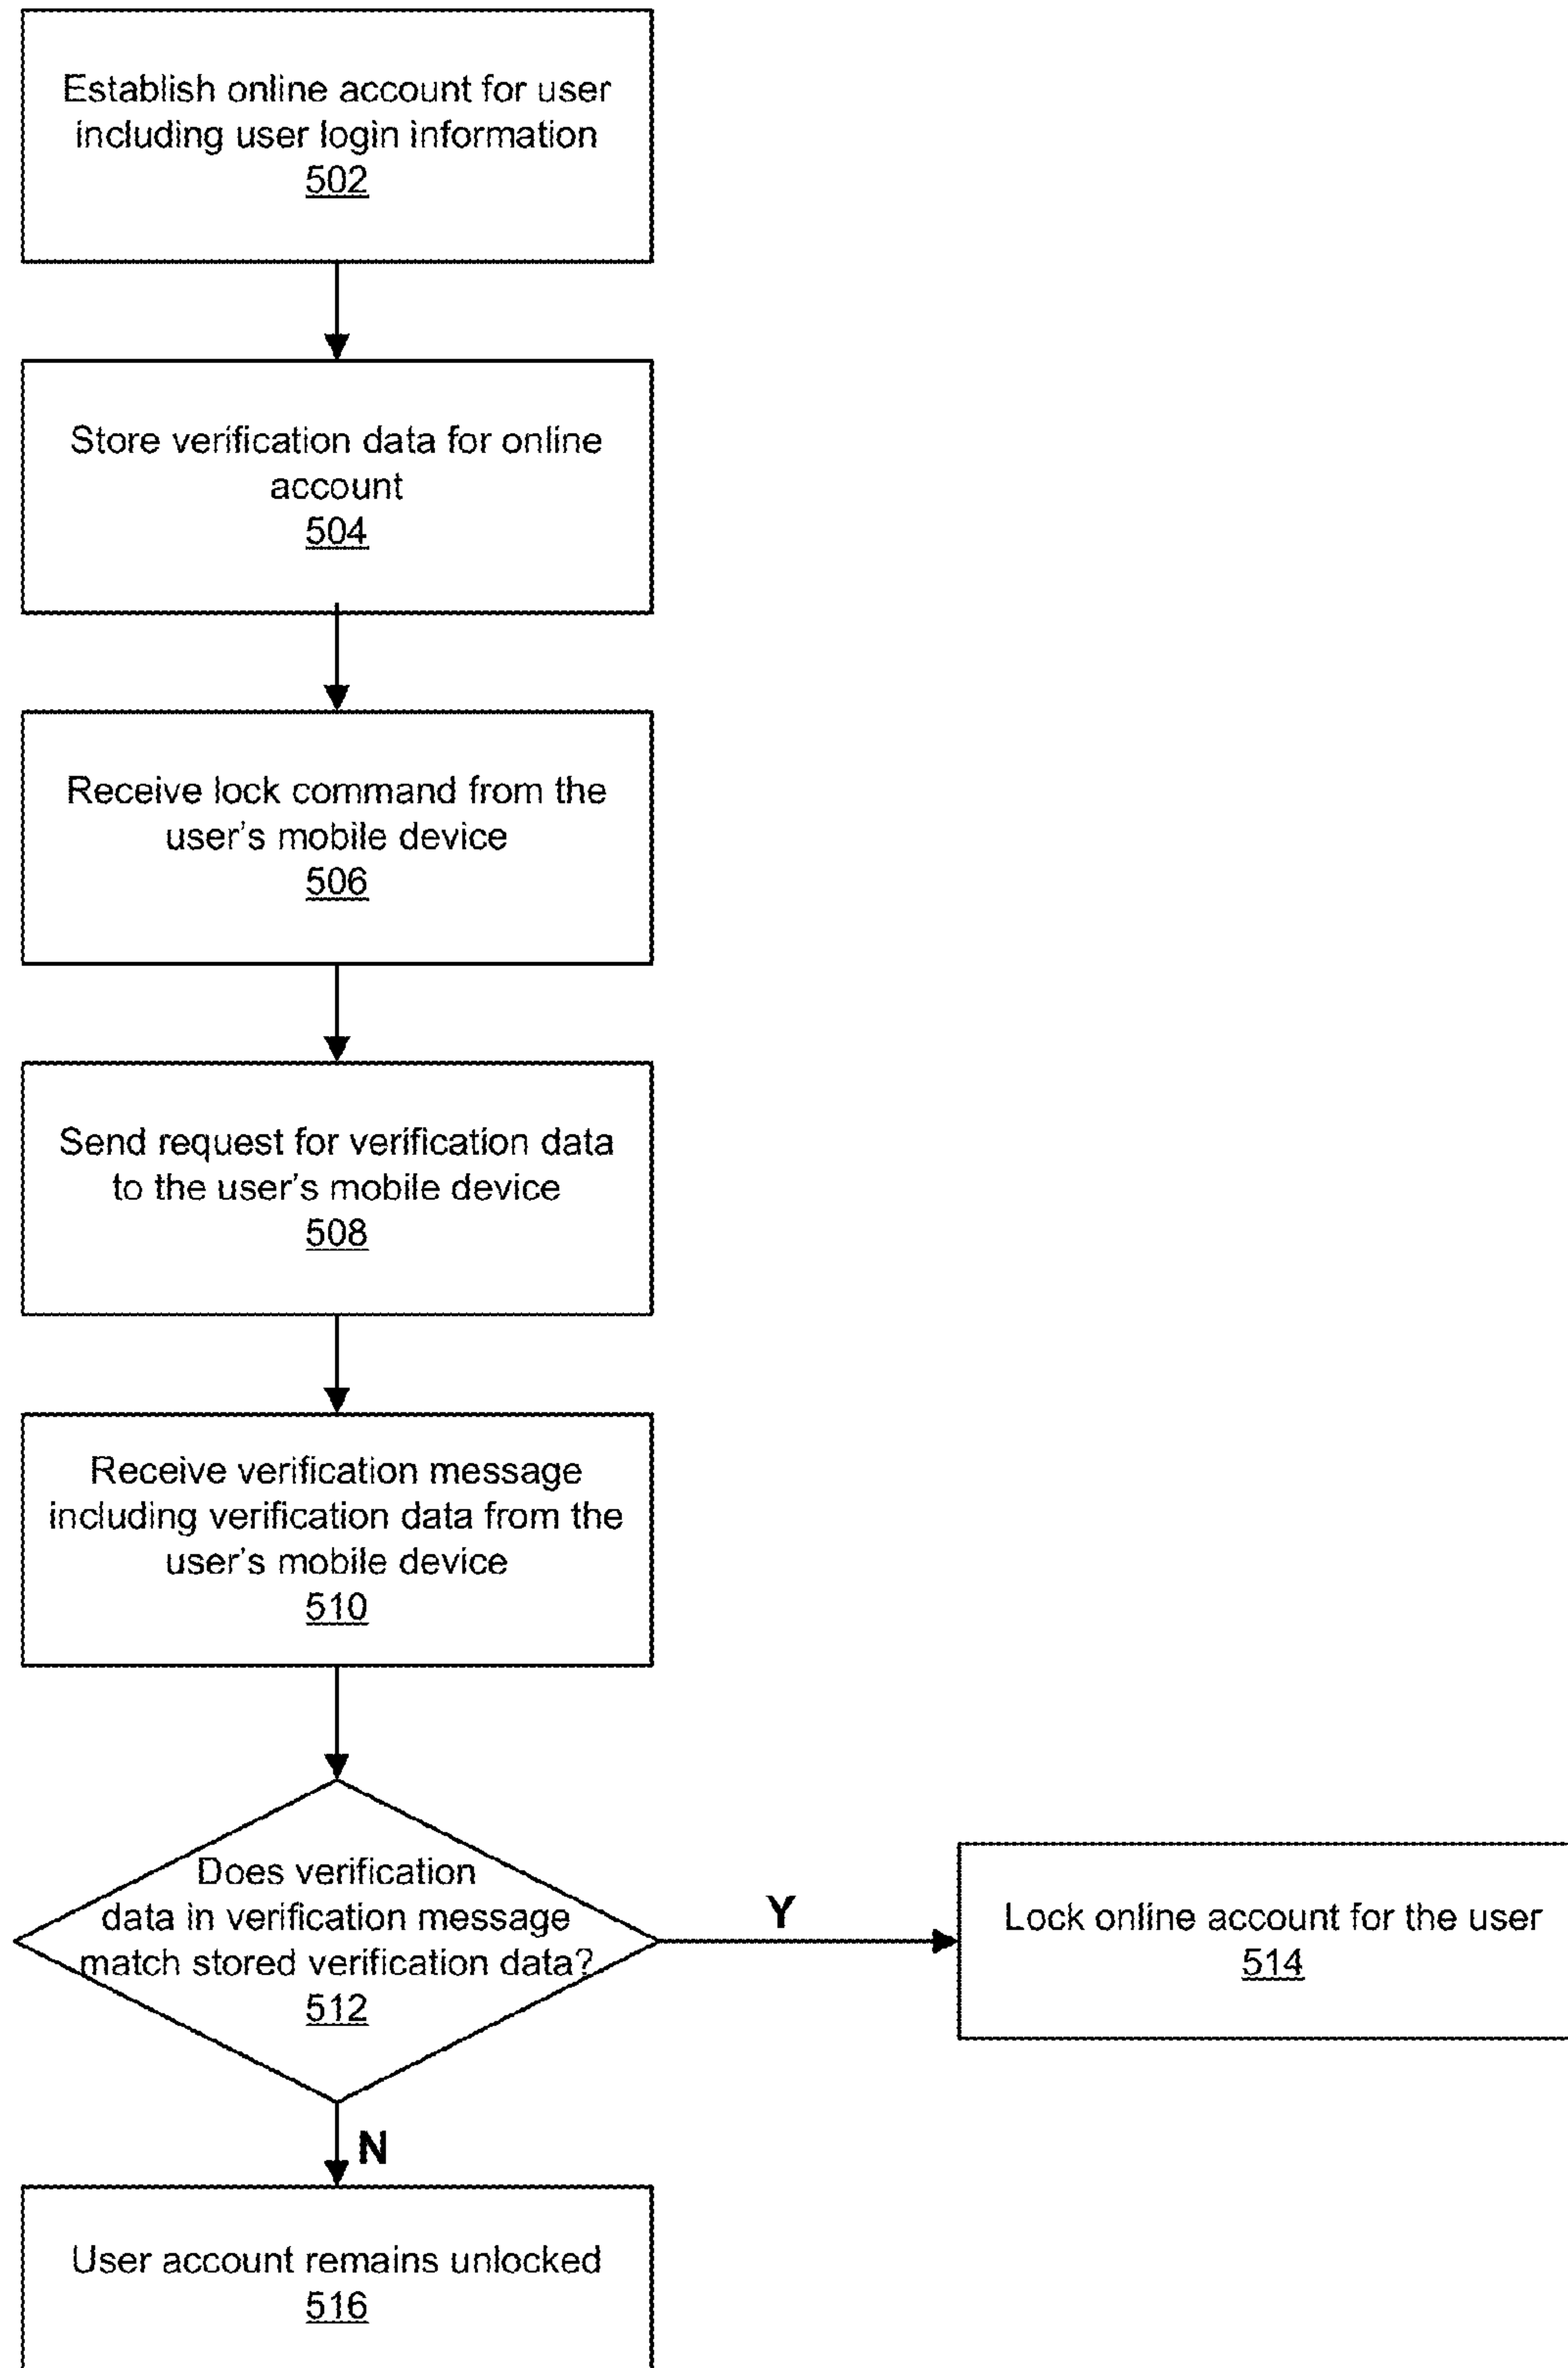 Establish online account for user
including user login information
502
Store verification data for online
account
504
Receive lock command from the
user's mobile device
506
Send request for verification data
to the user's mobile device
508
Receive verification message
including verification data from the
user's mobile device
510
Does verification
data in verification message
match stored verification data?
512
Y
Lock online account for the user
514
N
User account remains unlocked
516